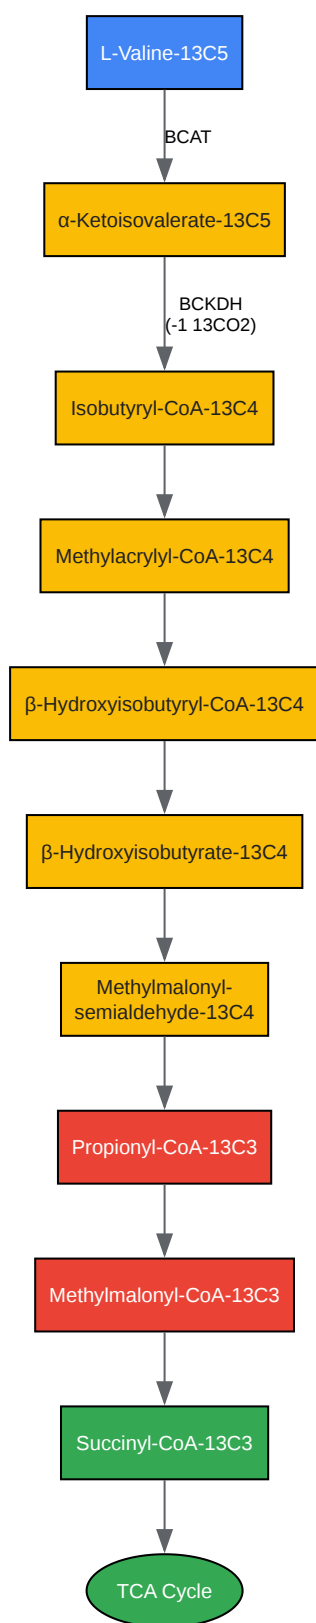 L-Valine-13C5
BCAT
α-Ketoisovalerate-13C5
BCKDH
(-1 13CO2)
Isobutyryl-CoA-13C4
Methylacrylyl-CoA-13C4
β-Hydroxyisobutyryl-CoA-13C4
β-Hydroxyisobutyrate-13C4
Methylmalonyl-
semialdehyde-13C4
Propionyl-CoA-13C3
Methylmalonyl-CoA-13C3
Succinyl-CoA-13C3
TCA Cycle